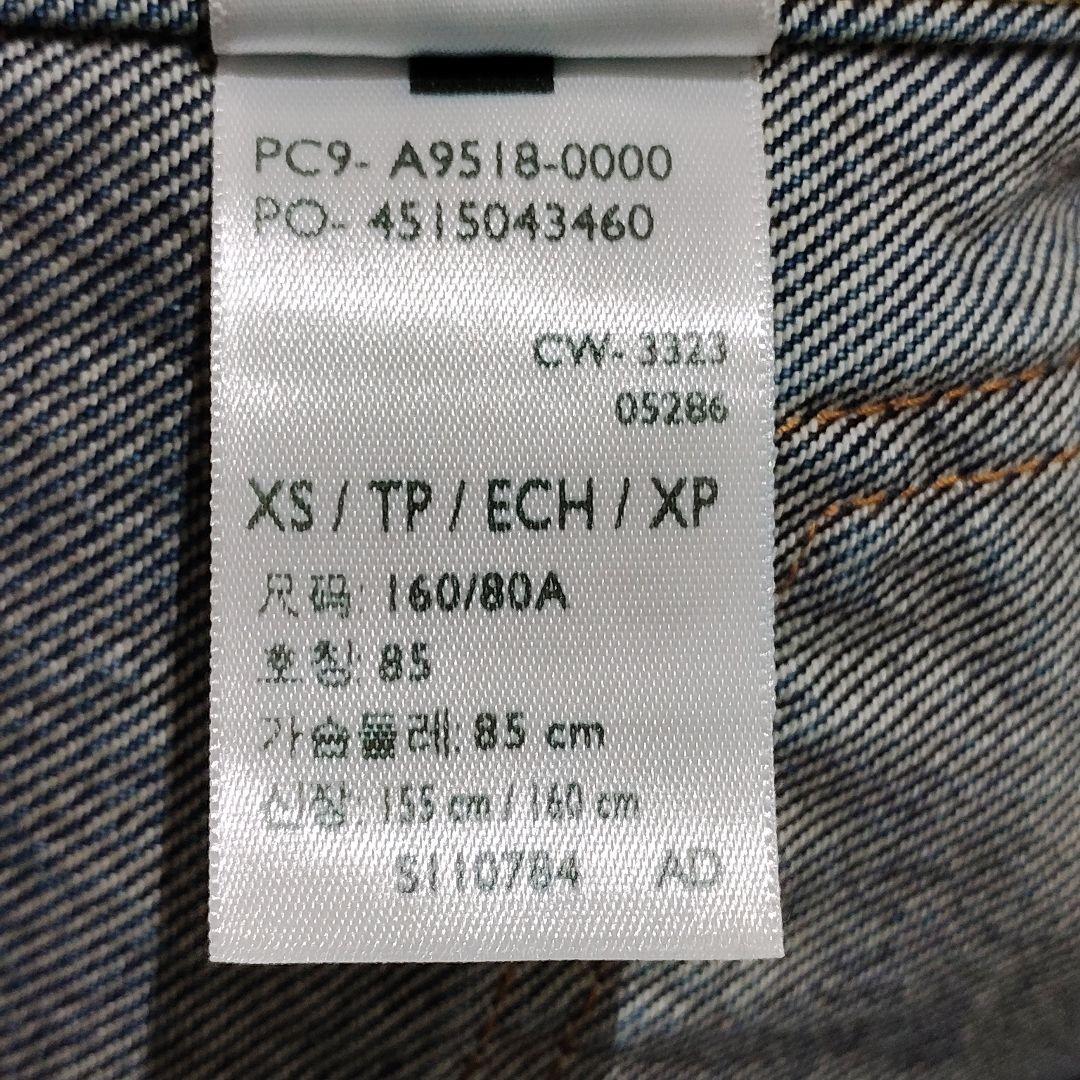 PC9- A9518-0000
PO- 4515043460
CW- 3323
05286
XS / TP / ECH / XP
尺码: 160/80A
호칭: 85
가슴둘레: 85 cm
신장: 155 cm / 160 cm
S110784 AD